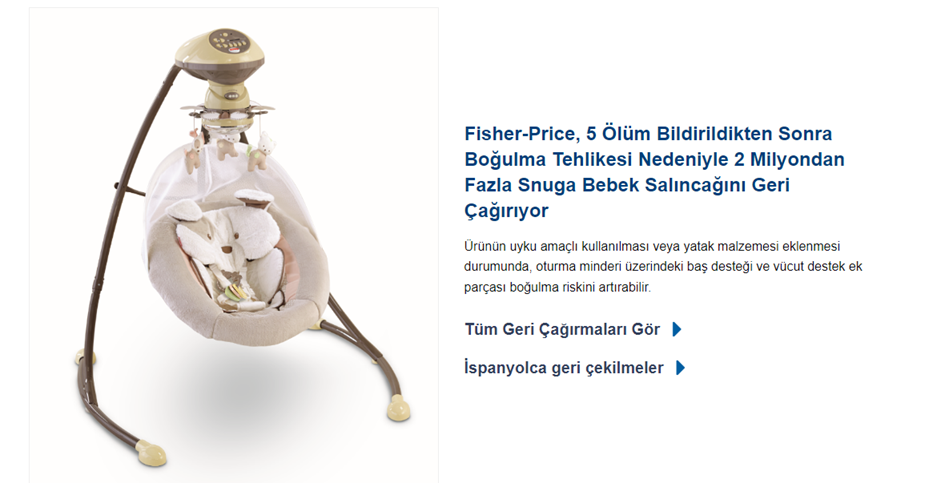 Fisher-Price, 5 Ölüm Bildirildikten Sonra
Boğulma Tehlikesi Nedeniyle 2 Milyondan
Fazla Snuga Bebek Salıncağını Geri
Çağırıyor
Ürünün uyku amaçlı kullanılması veya yatak malzemesi eklenmesi
durumunda, oturma minderi üzerindeki baş desteği ve vücut destek ek
parçası boğulma riskini artırabilir.
Tüm Geri Çağırmaları Gör
İspanyolca geri çekilmeler